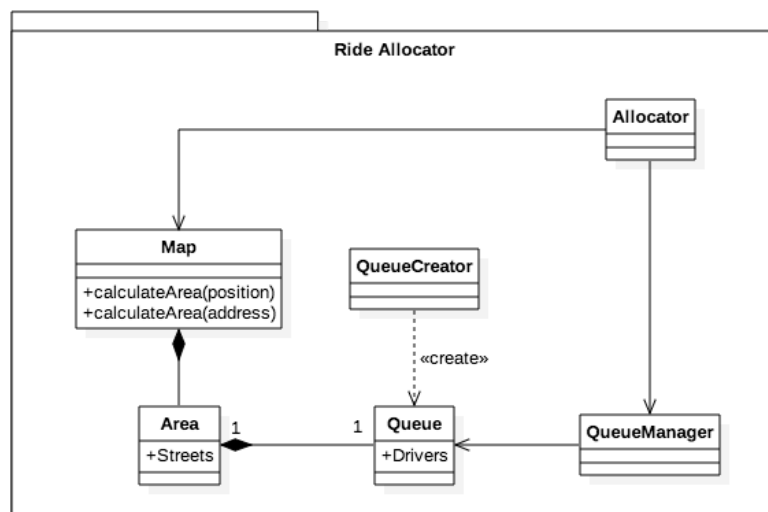 Ride Allocator
Allocator
Map
+calculateArea(position)
+calculateArea(address)
QueueCreator
«create»
Area
+Streets
1
1
Queue
+Drivers
QueueManager